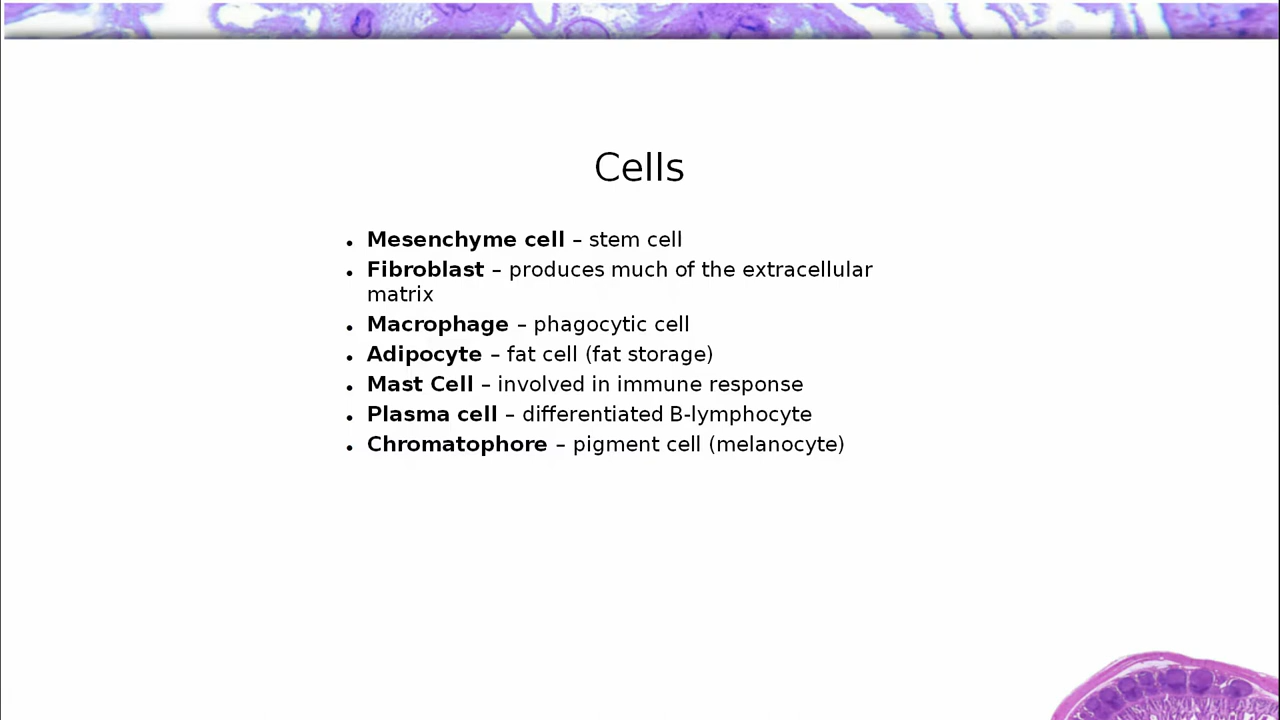 Cells
• Mesenchyme cell – stem cell
• Fibroblast – produces much of the extracellular
matrix
• Macrophage – phagocytic cell
• Adipocyte – fat cell (fat storage)
• Mast Cell – involved in immune response
• Plasma cell – differentiated B-lymphocyte
• Chromatophore – pigment cell (melanocyte)